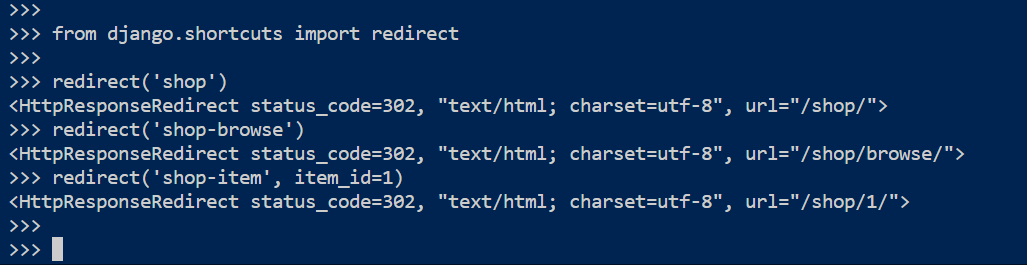 >>>
>>> from django.shortcuts import redirect
>>>
>>> redirect('shop')
<HttpResponseRedirect status_code=302, "text/html; charset=utf-8", url="/shop/">
>>> redirect('shop-browse')
<HttpResponseRedirect status_code=302, "text/html; charset=utf-8", url="/shop/browse/">
>>> redirect('shop-item', item_id=1)
<HttpResponseRedirect status_code=302, "text/html; charset=utf-8", url="/shop/1/">
>>>
>>>